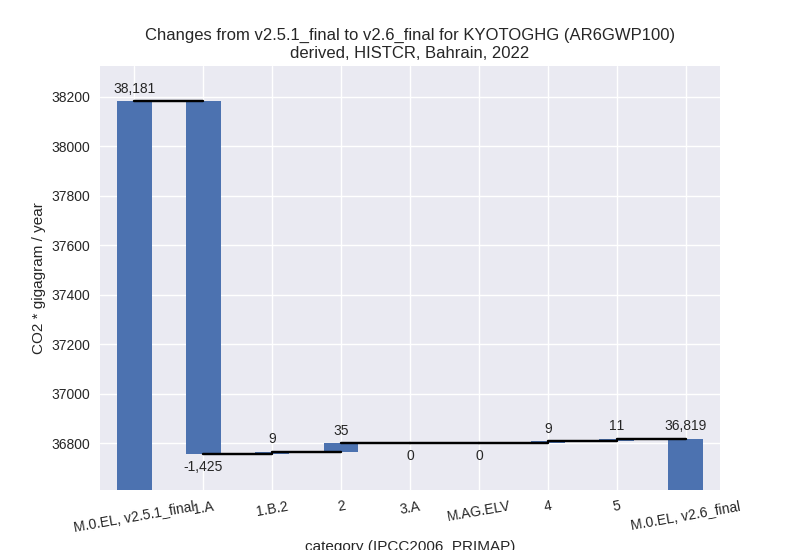 Changes from v2.5.1_final to v2.6_final for KYOTOGHG (AR6GWP100)
derived, HISTCR, Bahrain, 2022
CO2 * gigagram / year
38200
38000
37800
37600
37400
37200
37000
36800
38,181
-1,425
9
35
0
0
9
11
36,819
M.0.EL, v2.5.1_final
1.A
1.B.2
2
3.A
M.AG.ELV
4
5
M.0.EL, v2.6_final
category (IPCC2006_PRIMAP)